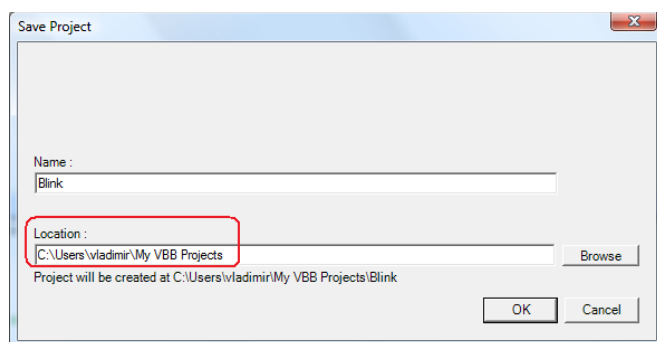 Save Project
Name :
Blink
Location :
C:\Users\vladimir\My VBB Projects
Browse
Project will be created at C:\Users\vladimir\My VBB Projects\Blink
OK
Cancel